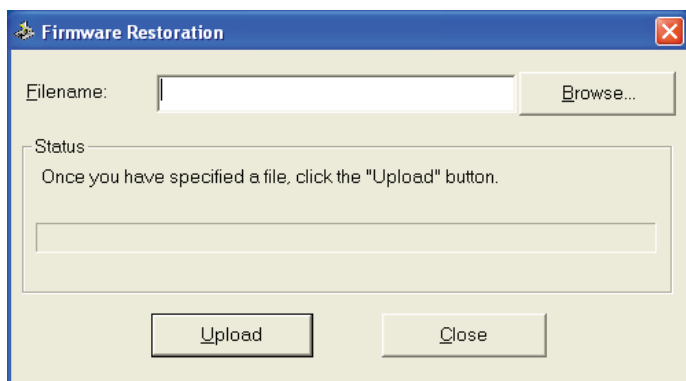 Firmware Restoration
Filename:
Browse...
Status
Once you have specified a file, click the "Upload" button.
Upload
Close